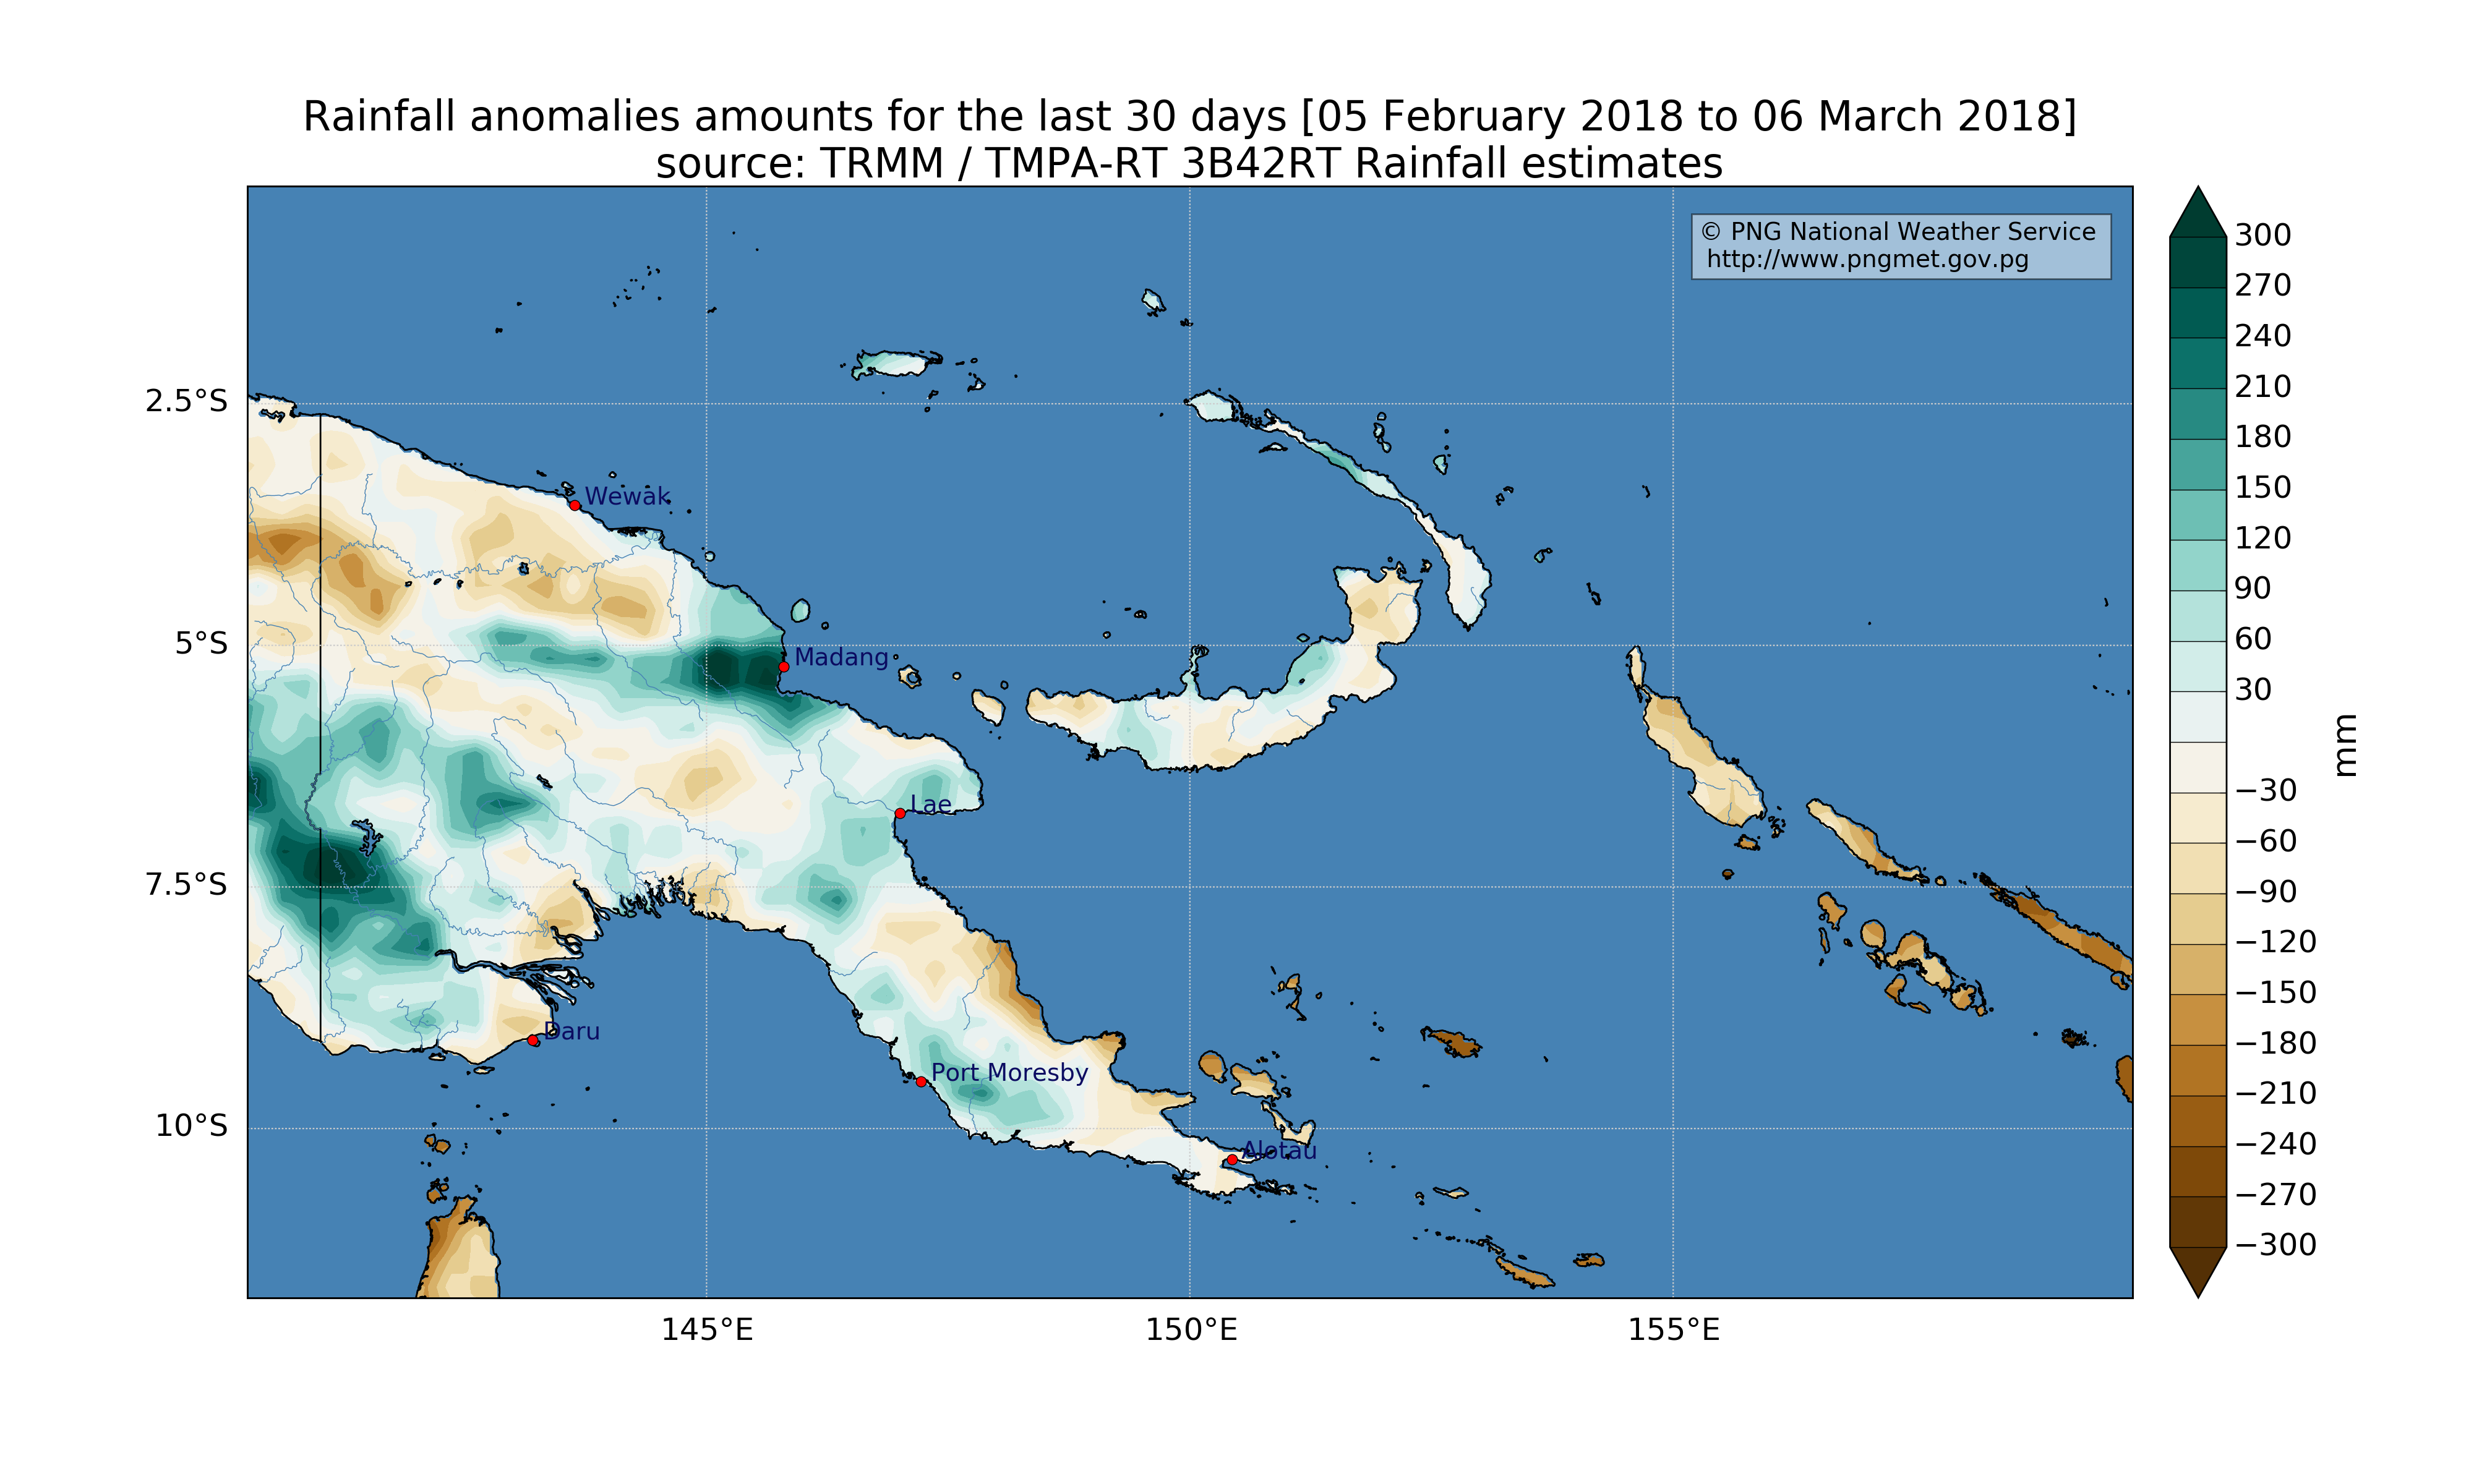 Rainfall anomalies amounts for the last 30 days [05 February 2018 to 06 March 2018]
source: TRMM / TMPA-RT 3B42RT Rainfall estimates
© PNG National Weather Service
http://www.pngmet.gov.pg
2.5°S
5°S
7.5°S
10°S
145°E
150°E
155°E
Wewak
Madang
Lae
Daru
Port Moresby
Alotau
300
270
240
210
180
150
120
90
60
30
−30
−60
−90
−120
−150
−180
−210
−240
−270
−300
mm